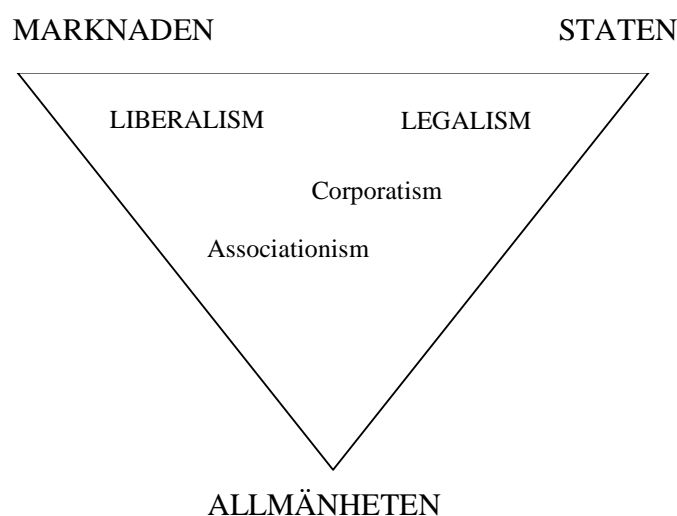 MARKNADEN STATEN
LIBERALISM LEGALISM
Corporatism
Associationism
ALLMÄNHETEN